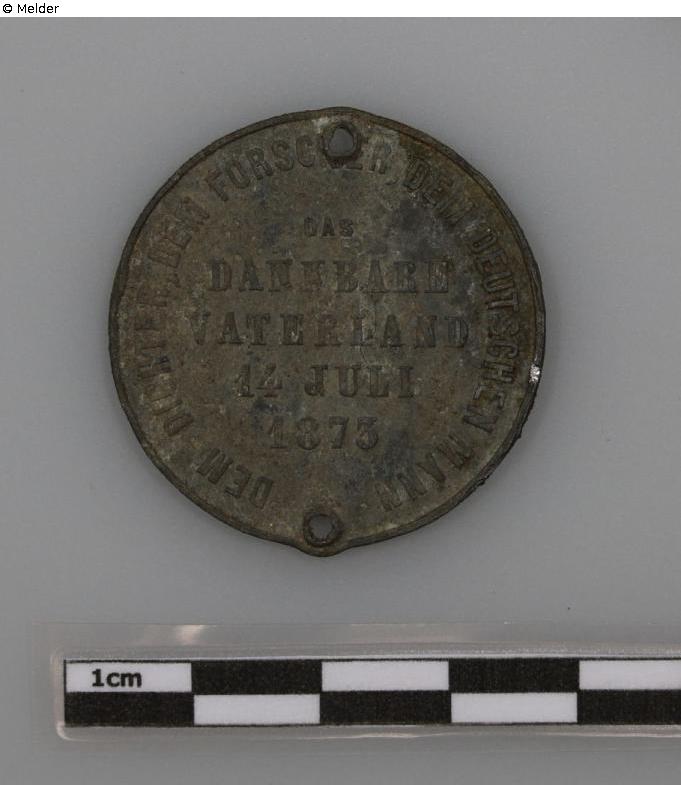 © Melder
DEM DICHTER, DEM FORSCHER, DEM DEUTSCHEN MANN
DAS
DANKBARE
VATERLAND
14 JULI
1873
1cm